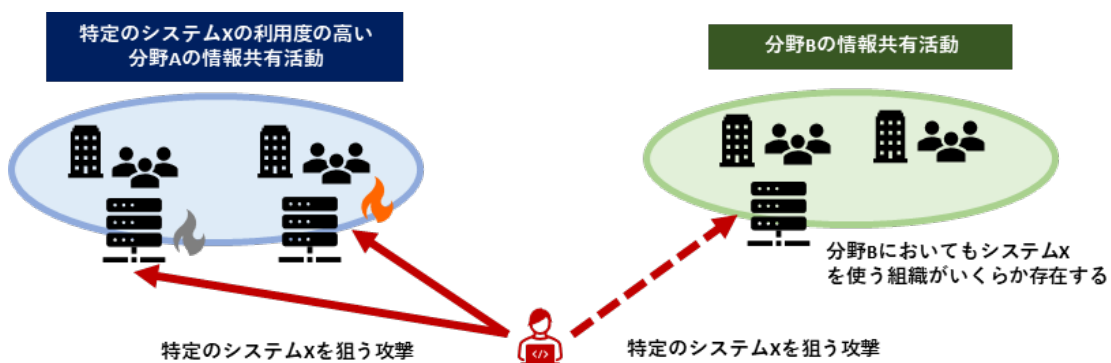 特定のシステムXの利用度の高い
分野Aの情報共有活動
分野Bの情報共有活動
分野BにおいてもシステムX
を使う組織がいくらか存在する
特定のシステムXを狙う攻撃
特定のシステムXを狙う攻撃